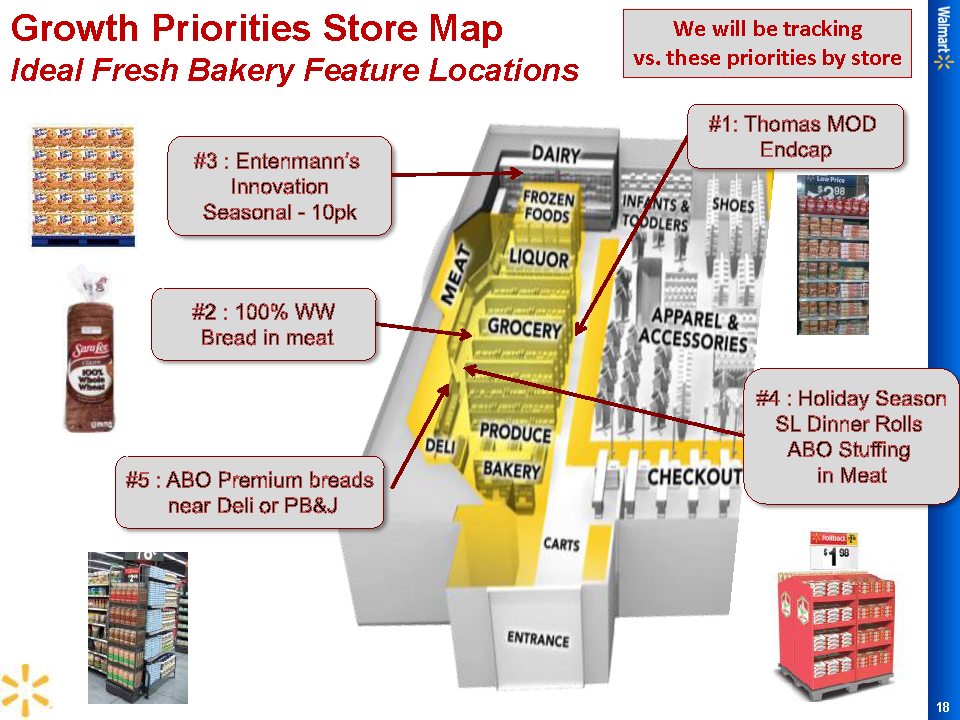 Growth Priorities Store Map
Ideal Fresh Bakery Feature Locations
We will be tracking
vs. these priorities by store
Walmart
#1: Thomas MOD
Endcap
#3 : Entenmann's
Innovation
Seasonal - 10pk
#2 : 100% WW
Bread in meat
#4 : Holiday Season
SL Dinner Rolls
ABO Stuffing
in Meat
#5 : ABO Premium breads
near Deli or PB&J
DAIRY
FROZEN
FOODS
INFANTS &
TODDLERS
SHOES
LIQUOR
MEAT
GROCERY
APPAREL &
ACCESSORIES
PRODUCE
DELI
BAKERY
CHECKOUT
CARTS
ENTRANCE
Low Price
Sara Lee
100%
Whole
Wheat
Rollback
$1 98
18